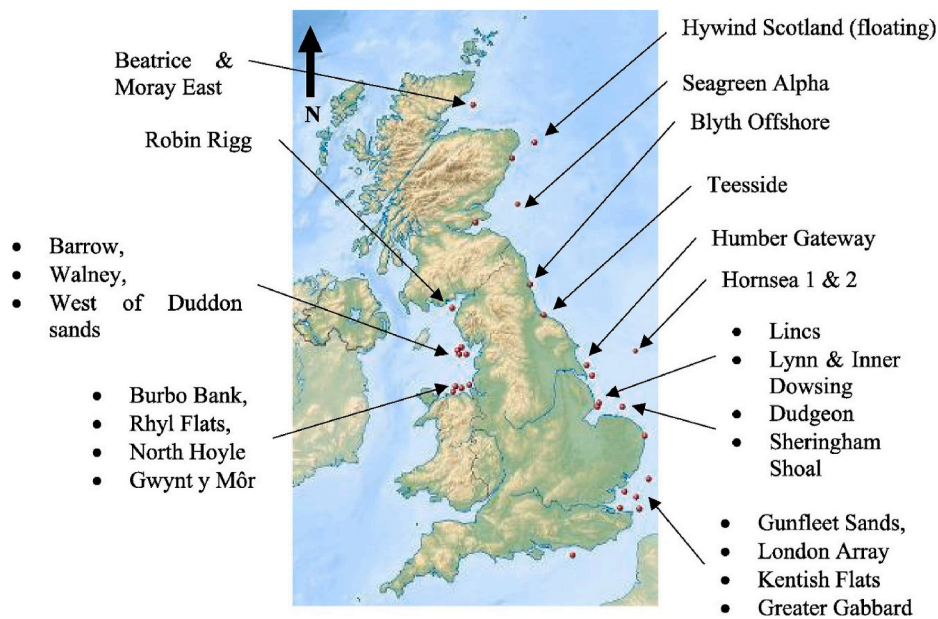 Hywind Scotland (floating)
Beatrice &
Moray East
N
Seagreen Alpha
Blyth Offshore
Robin Rigg
Teesside
Humber Gateway
Hornsea 1 & 2
• Barrow,
• Walney,
• West of Duddon
sands
• Lincs
• Lynn & Inner
Dowsing
• Dudgeon
• Sheringham
Shoal
• Burbo Bank,
• Rhyl Flats,
• North Hoyle
• Gwynt y Môr
• Gunfleet Sands,
• London Array
• Kentish Flats
• Greater Gabbard